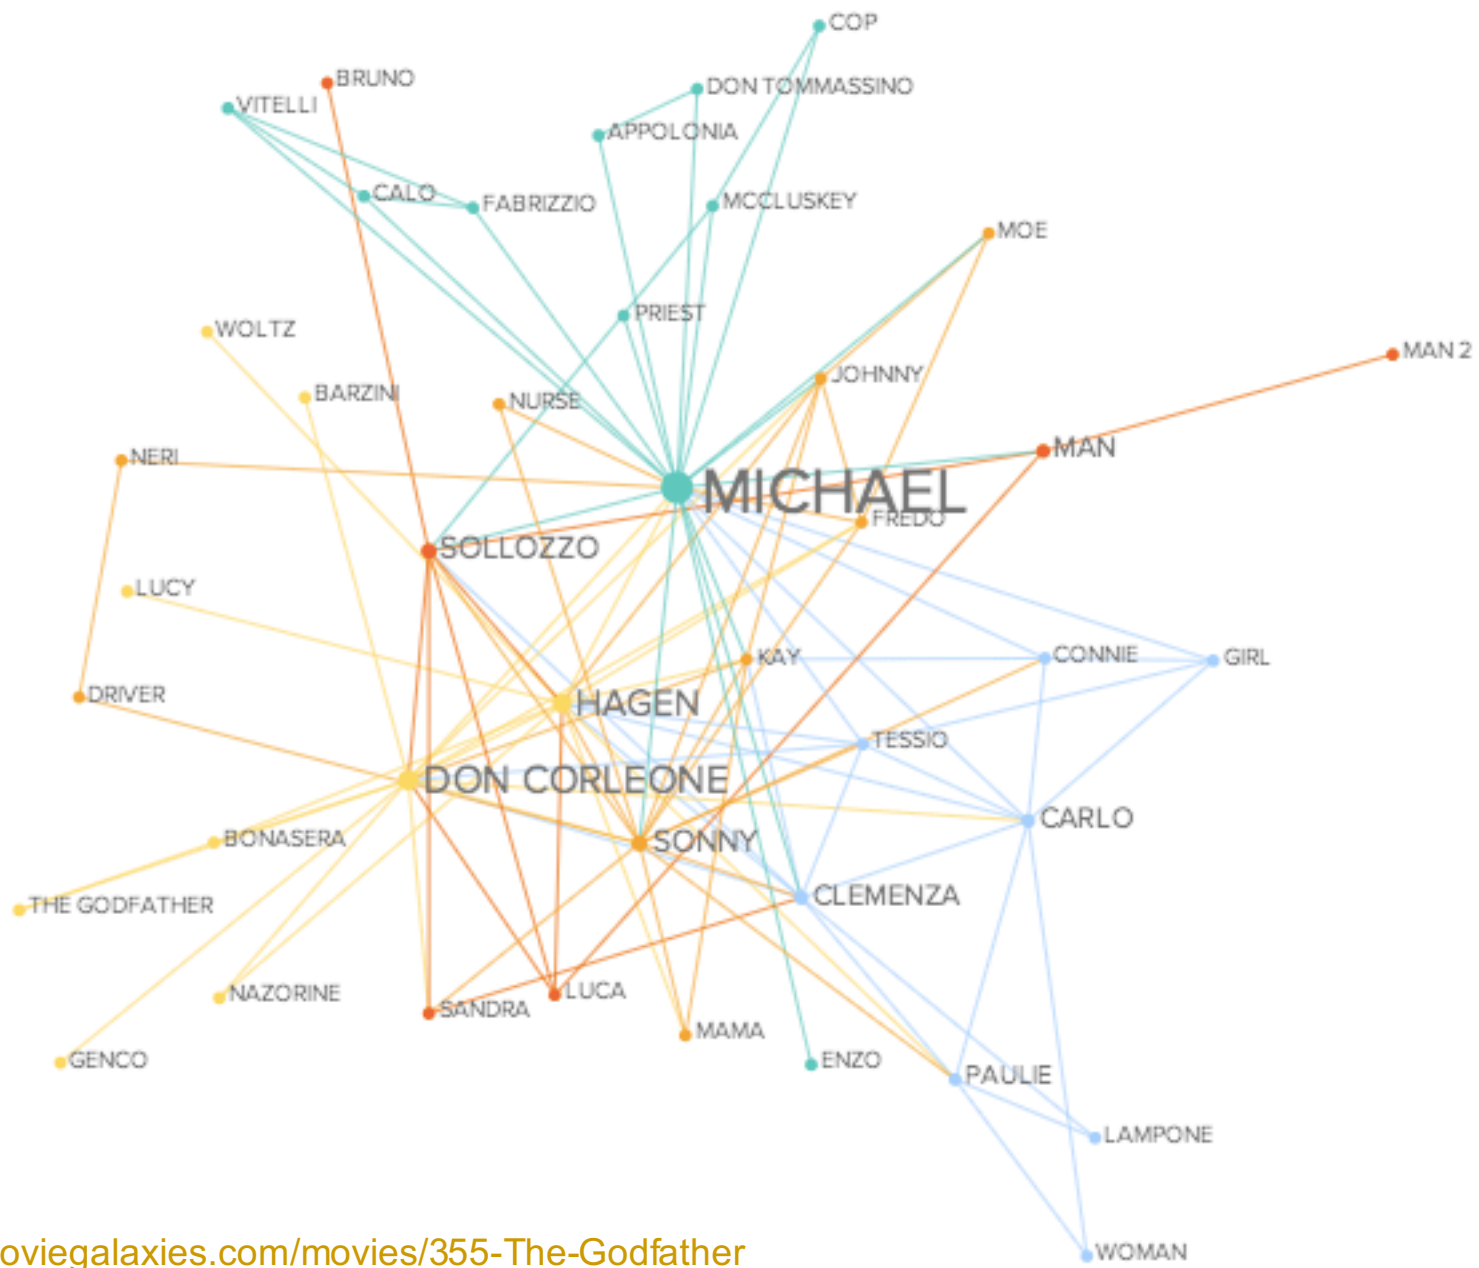 COP
BRUNO
DON TOMMASSINO
VITELLI
APPOLONIA
CALO
FABRIZZIO
MCCLUSKEY
MOE
PRIEST
WOLTZ
MAN 2
JOHNNY
BARZINI
NURSE
MAN
NERI
MICHAEL
FREDO
SOLLOZZO
LUCY
KAY
CONNIE
GIRL
DRIVER
HAGEN
TESSIO
DON CORLEONE
CARLO
BONASERA
SONNY
CLEMENZA
THE GODFATHER
NAZORINE
LUCA
SANDRA
MAMA
GENCO
ENZO
PAULIE
LAMPONE
WOMAN
oviegalaxies.com/movies/355-The-Godfather